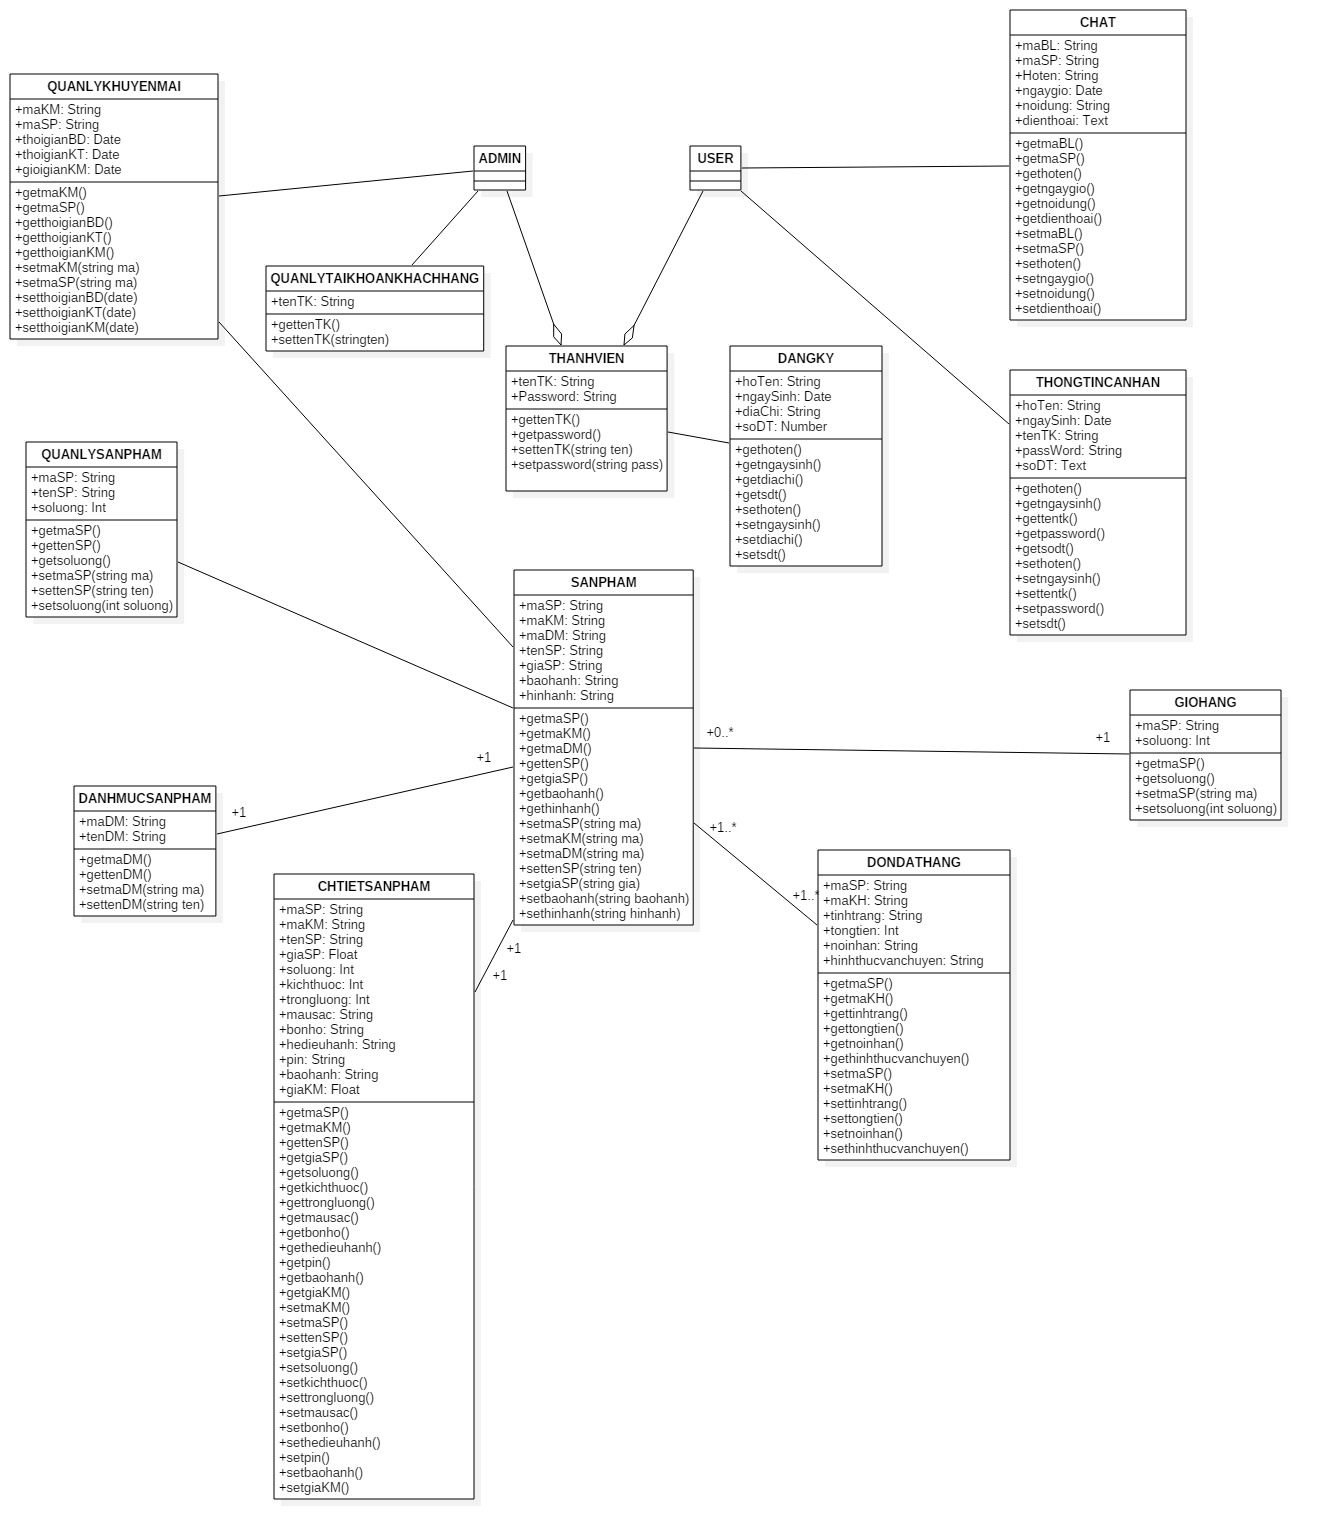 CHAT
+maBL: String
+maSP: String
+Hoten: String
+ngaygio: Date
+noidung: String
+dienthoai: Text
+getmaBL()
+getmaSP()
+gethoten()
+getngaygio()
+getnoidung()
+getdienthoai()
+setmaBL()
+setmaSP()
+sethoten()
+setngaygio()
+setnoidung()
+setdienthoai()
QUANLYKHUYENMAI
+maKM: String
+maSP: String
+thoigianBD: Date
+thoigianKT: Date
+gioigianKM: Date
+getmaKM()
+getmaSP()
+getthoigianBD()
+getthoigianKT()
+getthoigianKM()
+setmaKM(string ma)
+setmaSP(string ma)
+setthoigianBD(date)
+setthoigianKT(date)
+setthoigianKM(date)
ADMIN
USER
QUANLYTAIKHOANKHACHHANG
+tenTK: String
+gettenTK()
+settenTK(stringten)
THANHVIEN
+tenTK: String
+Password: String
+gettenTK()
+getpassword()
+settenTK(string ten)
+setpassword(string pass)
DANGKY
+hoTen: String
+ngaySinh: Date
+diaChi: String
+soDT: Number
+gethoten()
+getngaysinh()
+getdiachi()
+getsdt()
+sethoten()
+setngaysinh()
+setdiachi()
+setsdt()
THONGTINCANHAN
+hoTen: String
+ngaySinh: Date
+tenTK: String
+passWord: String
+soDT: Text
+gethoten()
+getngaysinh()
+gettentk()
+getpassword()
+getsodt()
+sethoten()
+setngaysinh()
+settentk()
+setpassword()
+setsdt()
QUANLYSANPHAM
+maSP: String
+tenSP: String
+soluong: Int
+getmaSP()
+gettenSP()
+getsoluong()
+setmaSP(string ma)
+settenSP(string ten)
+setsoluong(int soluong)
SANPHAM
+maSP: String
+maKM: String
+maDM: String
+tenSP: String
+giaSP: String
+baohanh: String
+hinhanh: String
+getmaSP()
+getmaKM()
+getmaDM()
+gettenSP()
+getgiaSP()
+getbaohanh()
+gethinhanh()
+setmaSP(string ma)
+setmaKM(string ma)
+setmaDM(string ma)
+settenSP(string ten)
+setgiaSP(string gia)
+setbaohanh(string baohanh)
+sethinhanh(string hinhanh)
+0..*
+1
GIOHANG
+maSP: String
+soluong: Int
+getmaSP()
+getsoluong()
+setmaSP(string ma)
+setsoluong(int soluong)
+1
+1
DANHMUCSANPHAM
+maDM: String
+tenDM: String
+getmaDM()
+gettenDM()
+setmaDM(string ma)
+settenDM(string ten)
+1..*
+1..*
DONDATHANG
+maSP: String
+maKH: String
+tinhtrang: String
+tongtien: Int
+noinhan: String
+hinhthucvanchuyen: String
+getmaSP()
+getmaKH()
+gettinhtrang()
+gettongtien()
+getnoinhan()
+gethinhthucvanchuyen()
+setmaSP()
+setmaKH()
+settinhtrang()
+settongtien()
+setnoinhan()
+sethinhthucvanchuyen()
+1
+1
CHTIETSANPHAM
+maSP: String
+maKM: String
+tenSP: String
+giaSP: Float
+soluong: Int
+kichthuoc: Int
+trongluong: Int
+mausac: String
+bonho: String
+hedieuhanh: String
+pin: String
+baohanh: String
+giaKM: Float
+getmaSP()
+getmaKM()
+gettenSP()
+getgiaSP()
+getsoluong()
+getkichthuoc()
+gettrongluong()
+getmausac()
+getbonho()
+gethedieuhanh()
+getpin()
+getbaohanh()
+getgiaKM()
+setmaKM()
+setmaSP()
+settenSP()
+setgiaSP()
+setsoluong()
+setkichthuoc()
+settrongluong()
+setmausac()
+setbonho()
+sethedieuhanh()
+setpin()
+setbaohanh()
+setgiaKM()